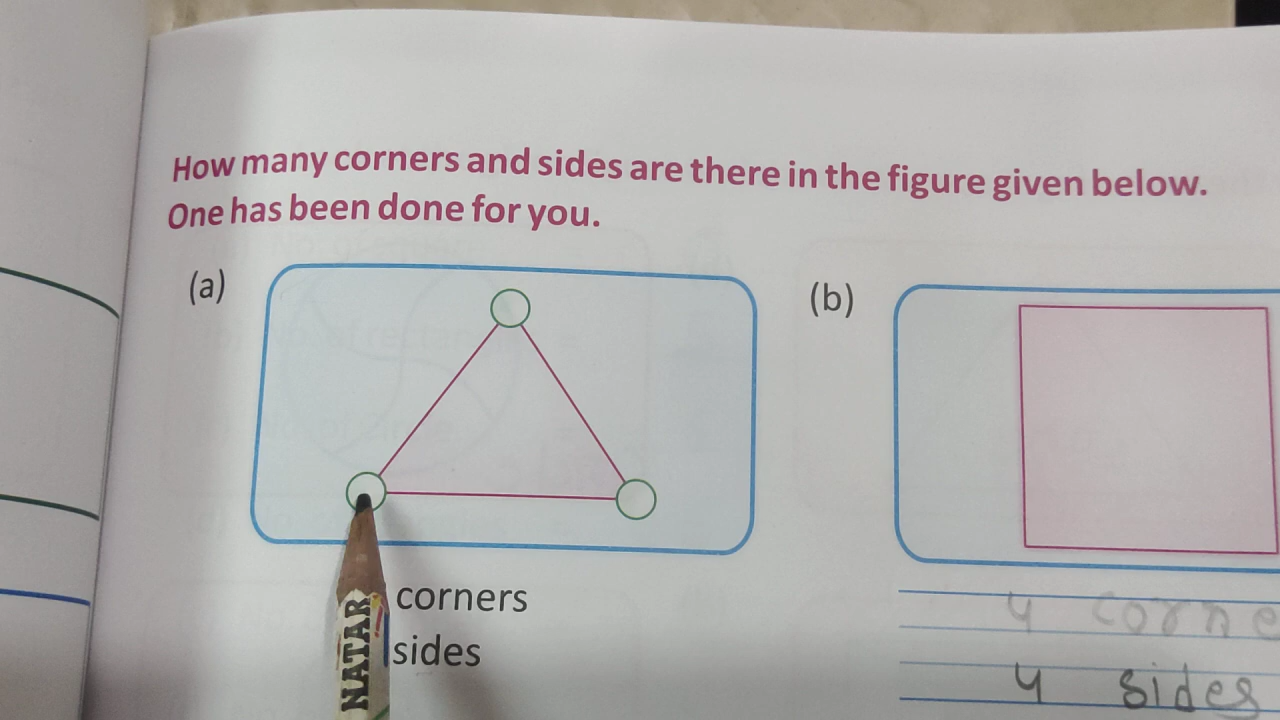 How many corners and sides are there in the figure given below.
One has been done for you.
(a)
(b)
corners
sides
4 corne
4 sides
NATAR